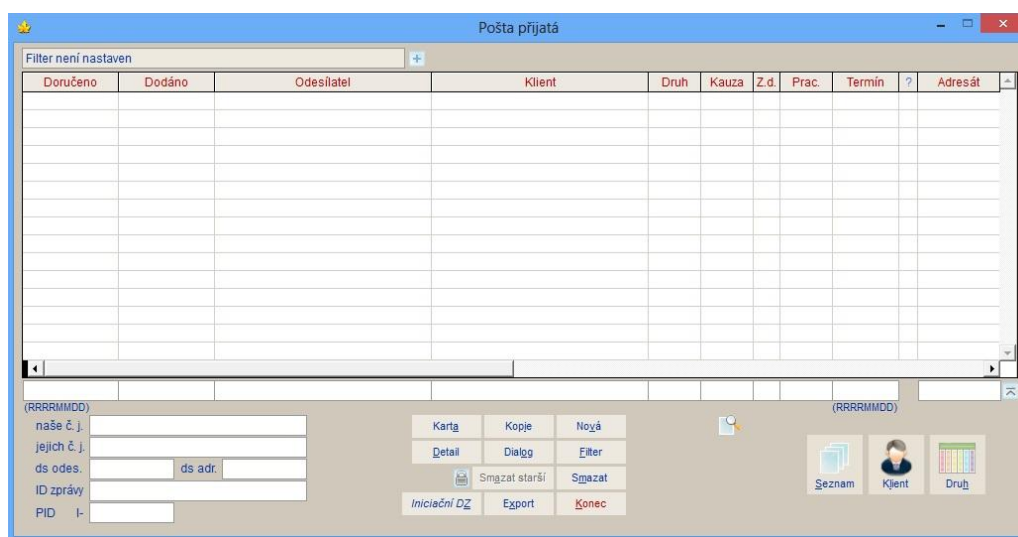 Pošta přijatá
Filter není nastaven
Doručeno Dodáno Odesílatel Klient Druh Kauza Z.d. Prac. Termín ? Adresát
(RRRRMMDD) (RRRRMMDD)
naše č. j. Karta Kopie Nová
jejich č. j. Detail Dialog Filter
ds odes. ds adr. Smazat starší Smazat Seznam Klient Druh
ID zprávy
PID I- Iniciační DZ Export Konec